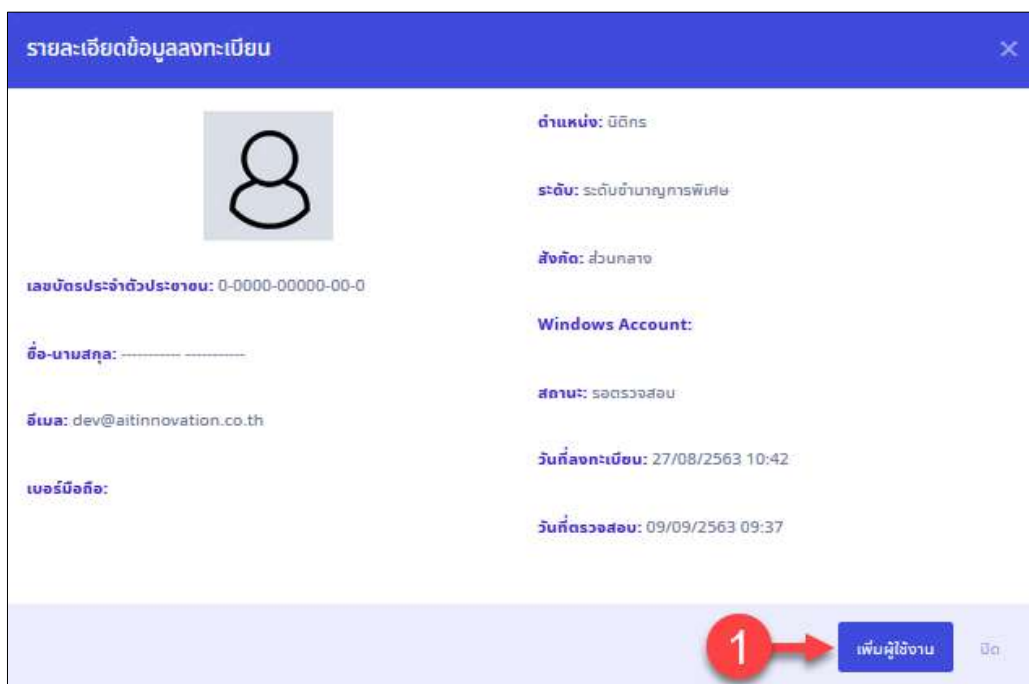 รายละเอียดข้อมูลลงทะเบียน
เลขบัตรประจำตัวประชาชน: 0-0000-00000-00-0
ชื่อ-นามสกุล: ----------- -----------
อีเมล: dev@aitinnovation.co.th
เบอร์มือถือ:
ตำแหน่ง: นิติกร
ระดับ: ระดับชำนาญการพิเศษ
สังกัด: ส่วนกลาง
Windows Account:
สถานะ: รอตรวจสอบ
วันที่ลงทะเบียน: 27/08/2563 10:42
วันที่ตรวจสอบ: 09/09/2563 09:37
1
เพิ่มผู้ใช้งาน
ปิด